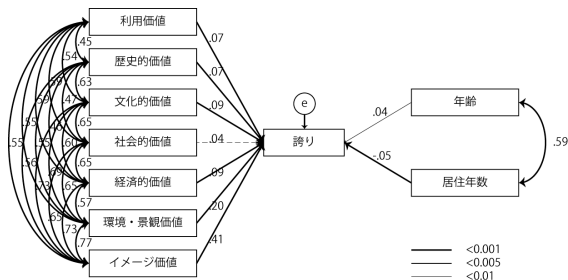 利用価値
歴史的価値
文化的価値
社会的価値
経済的価値
環境・景観価値
イメージ価値
.45
.54
.63
.47
.65
.55
.55
.60
.65
.56
.65
.73
.57
.65
.73
.77
.07
.07
.09
.04
.09
.20
.41
e
誇り
.04
-.05
年齢
居住年数
.59
<0.001
<0.005
<0.01